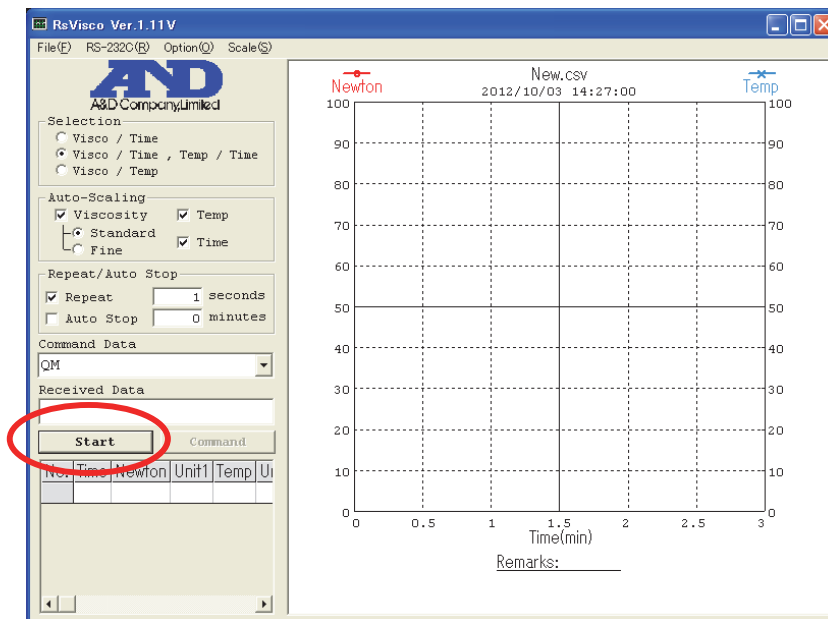 RsVisco Ver.1.11V
File(F) RS-232C(R) Option(O) Scale(S)
AND
A&D Company,Limited
Selection
Visco / Time
Visco / Time , Temp / Time
Visco / Temp
Auto-Scaling
Viscosity Temp
Standard
Time
Fine
Repeat/Auto Stop
Repeat 1 seconds
Auto Stop 0 minutes
Command Data
QM
Received Data
Start Command
No. Time Newton Unit1 Temp
New.csv
Newton Temp
2012/10/03 14:27:00
100 100
90 90
80 80
70 70
60 60
50 50
40 40
30 30
20 20
10 10
0 0
0 0.5 1 1.5 2 2.5 3
Time(min)
Remarks: